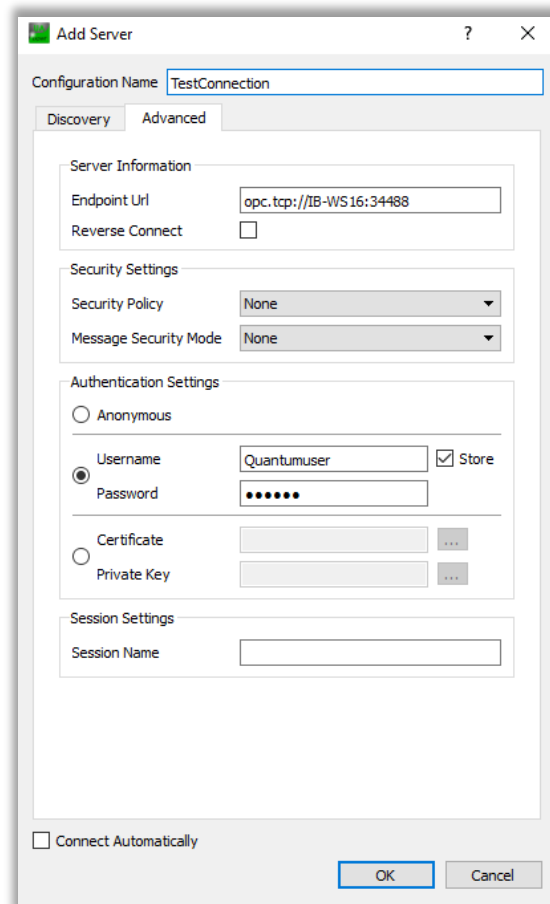 Add Server ? ×
Configuration Name TestConnection
Discovery Advanced
Server Information
Endpoint Url opc.tcp://IB-WS16:34488
Reverse Connect
Security Settings
Security Policy None
Message Security Mode None
Authentication Settings
Anonymous
Username Quantumuser Store
Password ●●●●●●
Certificate ...
Private Key ...
Session Settings
Session Name
Connect Automatically
OK Cancel